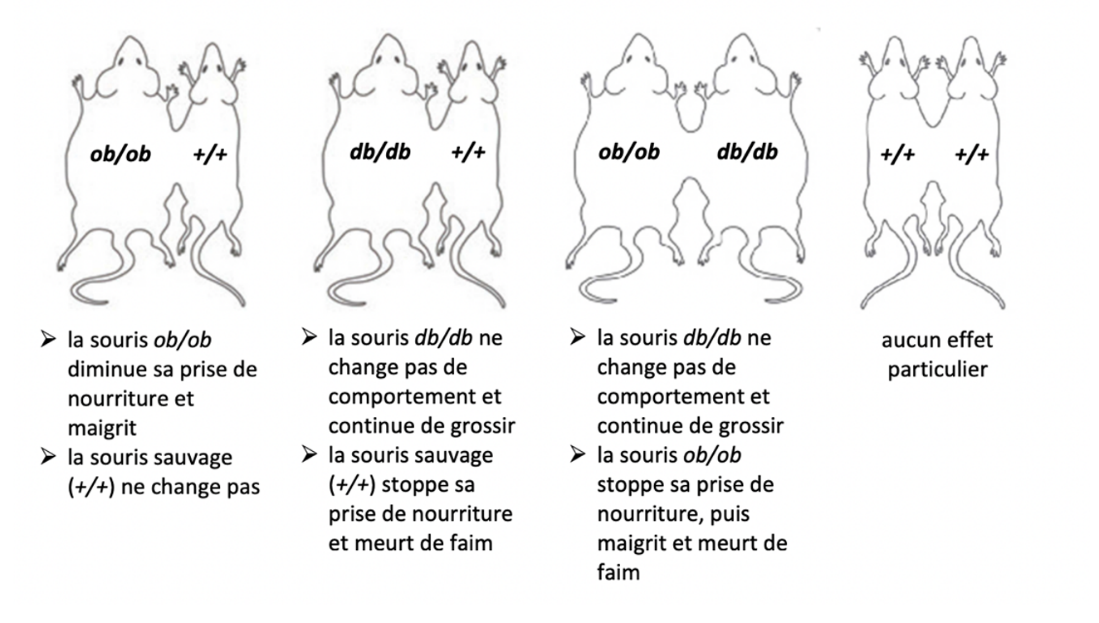 ob/ob +/+
db/db +/+
ob/ob db/db
+/+ +/+
➢ la souris ob/ob
diminue sa prise de
nourriture et
maigrit
➢ la souris sauvage
(+/+) ne change pas
➢ la souris db/db ne
change pas de
comportement et
continue de grossir
➢ la souris sauvage
(+/+) stoppe sa
prise de nourriture
et meurt de faim
➢ la souris db/db ne
change pas de
comportement et
continue de grossir
➢ la souris ob/ob
stoppe sa prise de
nourriture, puis
maigrit et meurt de
faim
aucun effet
particulier